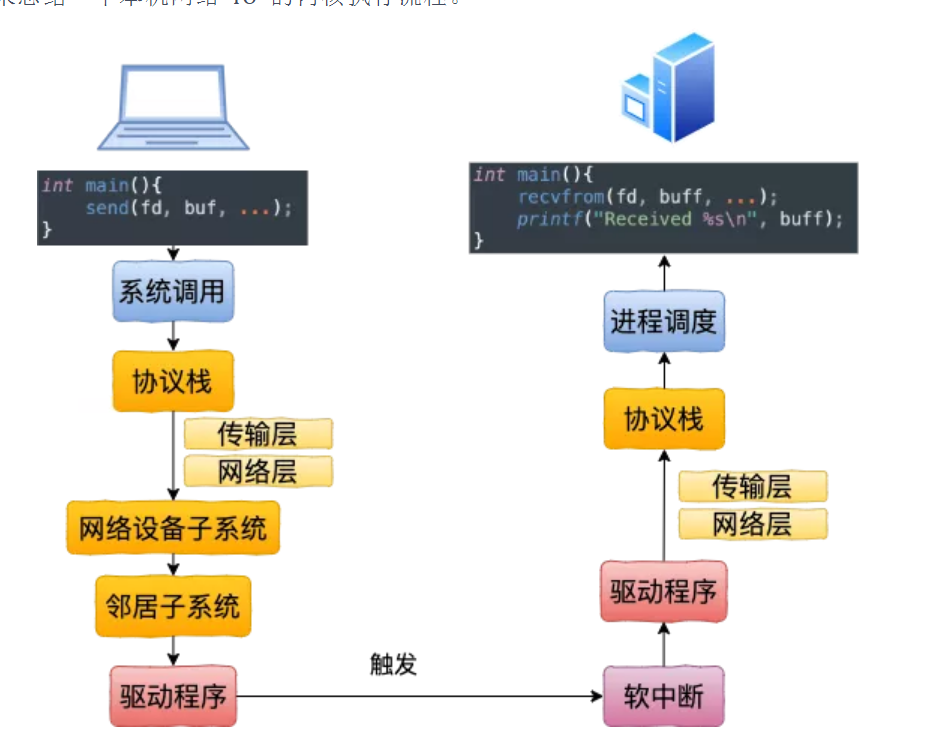 int main(){
send(fd, buf, ...);
}
系统调用
协议栈
传输层
网络层
网络设备子系统
邻居子系统
驱动程序
触发
int main(){
recvfrom(fd, buff, ...);
printf("Received %s\n", buff);
}
进程调度
协议栈
传输层
网络层
驱动程序
软中断